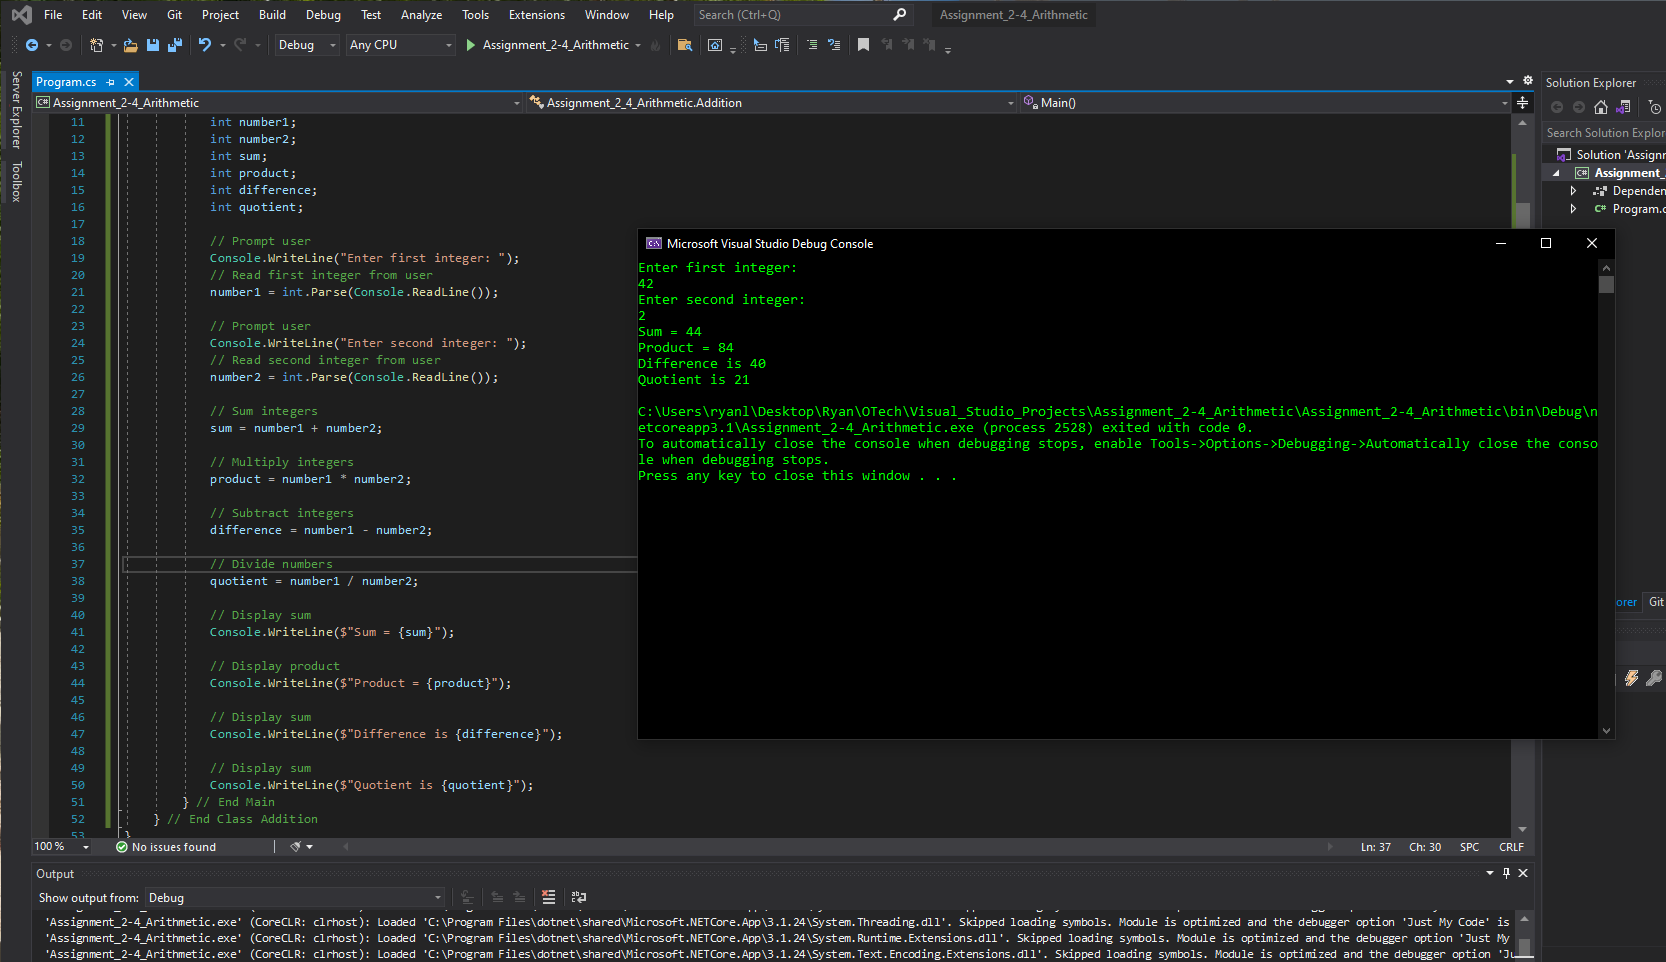 File Edit View Git Project Build Debug Test Analyze Tools Extensions Window Help Search (Ctrl+Q) Assignment_2-4_Arithmetic
Debug Any CPU Assignment_2-4_Arithmetic
Server Explorer
Toolbox
Program.cs
Assignment_2-4_Arithmetic Assignment_2_4_Arithmetic.Addition Main()
11 int number1;
12 int number2;
13 int sum;
14 int product;
15 int difference;
16 int quotient;
17
18 // Prompt user
19 Console.WriteLine("Enter first integer: ");
20 // Read first integer from user
21 number1 = int.Parse(Console.ReadLine());
22
23 // Prompt user
24 Console.WriteLine("Enter second integer: ");
25 // Read second integer from user
26 number2 = int.Parse(Console.ReadLine());
27
28 // Sum integers
29 sum = number1 + number2;
30
31 // Multiply integers
32 product = number1 * number2;
33
34 // Subtract integers
35 difference = number1 - number2;
36
37 // Divide numbers
38 quotient = number1 / number2;
39
40 // Display sum
41 Console.WriteLine($"Sum = {sum}");
42
43 // Display product
44 Console.WriteLine($"Product = {product}");
45
46 // Display sum
47 Console.WriteLine($"Difference is {difference}");
48
49 // Display sum
50 Console.WriteLine($"Quotient is {quotient}");
51 } // End Main
52 } // End Class Addition
53 }
Microsoft Visual Studio Debug Console
Enter first integer:
42
Enter second integer:
2
Sum = 44
Product = 84
Difference is 40
Quotient is 21
C:\Users\ryanl\Desktop\Ryan\OTech\Visual_Studio_Projects\Assignment_2-4_Arithmetic\Assignment_2-4_Arithmetic\bin\Debug\n
etcoreapp3.1\Assignment_2-4_Arithmetic.exe (process 2528) exited with code 0.
To automatically close the console when debugging stops, enable Tools->Options->Debugging->Automatically close the conso
le when debugging stops.
Press any key to close this window . . .
Solution Explorer
Search Solution Explor
Solution 'Assignr
Assignment_
Dependen
Program.c
orer Git
100 % No issues found Ln: 37 Ch: 30 SPC CRLF
Output
Show output from: Debug
'Assignment_2-4_Arithmetic.exe' (CoreCLR: clrhost): Loaded 'C:\Program Files\dotnet\shared\Microsoft.NETCore.App\3.1.24\System.Threading.dll'. Skipped loading symbols. Module is optimized and the debugger option 'Just My Code' is
'Assignment_2-4_Arithmetic.exe' (CoreCLR: clrhost): Loaded 'C:\Program Files\dotnet\shared\Microsoft.NETCore.App\3.1.24\System.Runtime.Extensions.dll'. Skipped loading symbols. Module is optimized and the debugger option 'Just My
'Assignment_2-4_Arithmetic.exe' (CoreCLR: clrhost): Loaded 'C:\Program Files\dotnet\shared\Microsoft.NETCore.App\3.1.24\System.Text.Encoding.Extensions.dll'. Skipped loading symbols. Module is optimized and the debugger option 'Ju